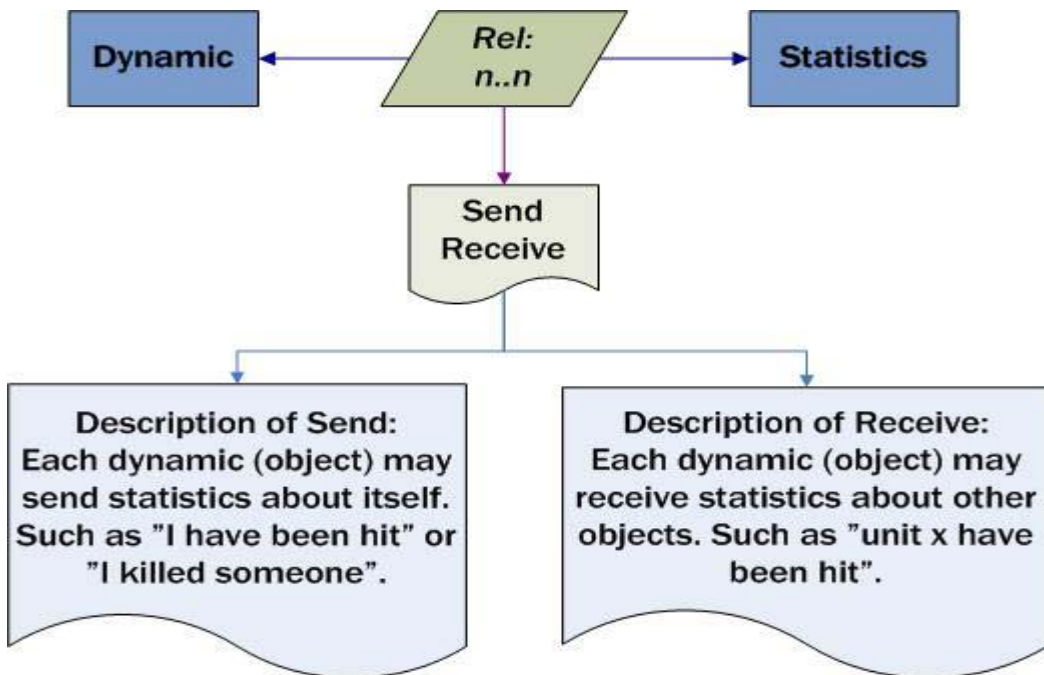 Dynamic
Rel:
n..n
Statistics
Send
Receive
Description of Send:
Each dynamic (object) may
send statistics about itself.
Such as ”I have been hit” or
”I killed someone”.
Description of Receive:
Each dynamic (object) may
receive statistics about other
objects. Such as ”unit x have
been hit”.